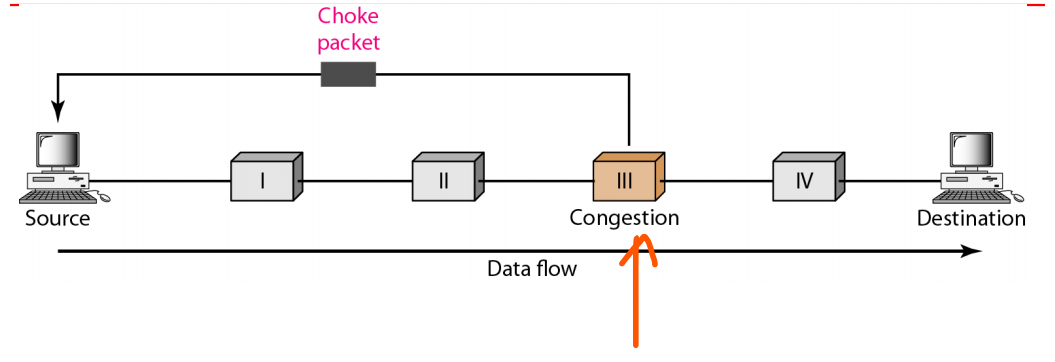 Choke
packet
I
II
III
IV
Source
Congestion
Destination
Data flow